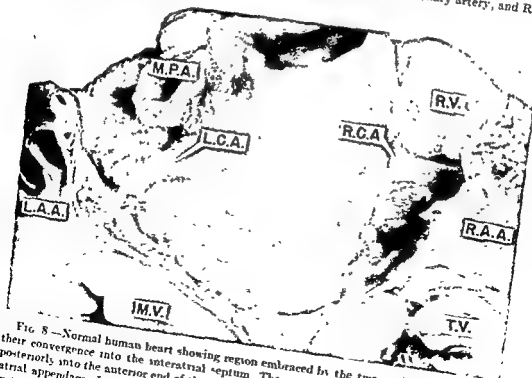 artery, and R
M.P.A.
R.V.
L.C.A.
R.C.A
L.A.A.
R.A.A.
M.V.
T.V.
FIG 8—Normal human heart showing region embraced by the
their convergence into the interatrial septum. The
posteriorly into the anterior end of
atrial appendage.